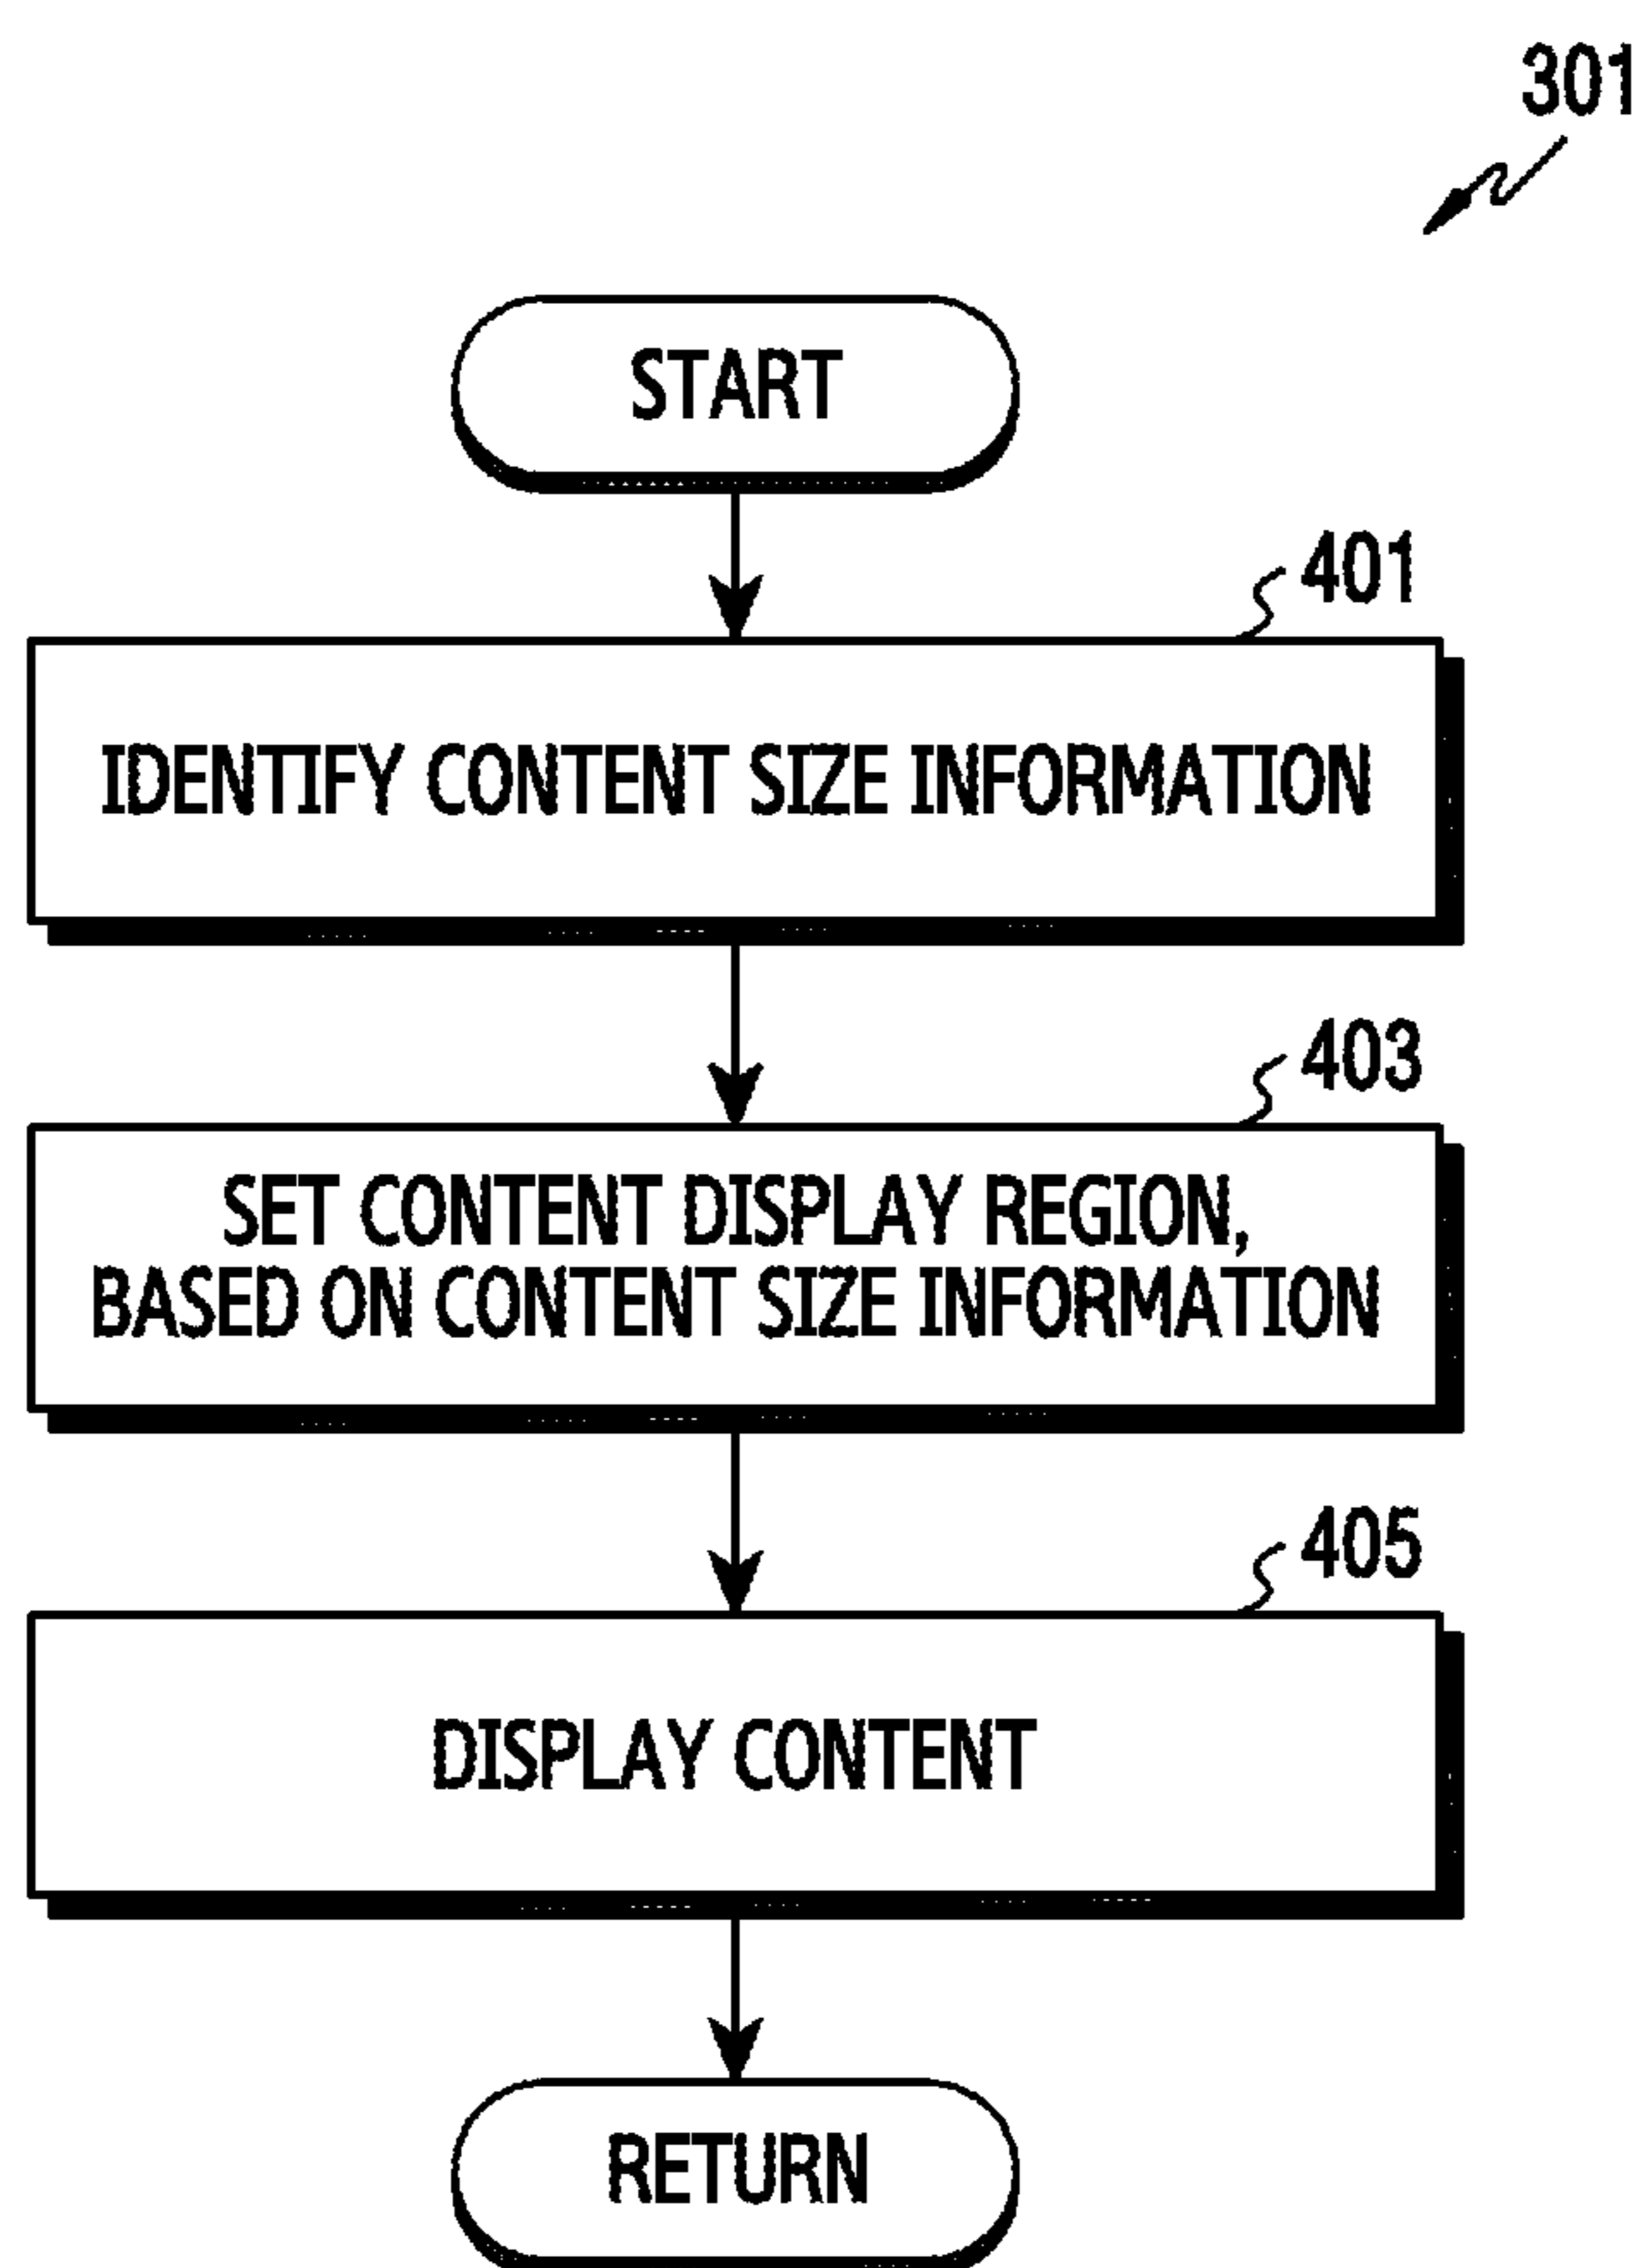 301
START
401
IDENTIFY CONTENT SIZE INFORMATION
403
SET CONTENT DISPLAY REGION,
BASED ON CONTENT SIZE INFORMATION
405
DISPLAY CONTENT
RETURN